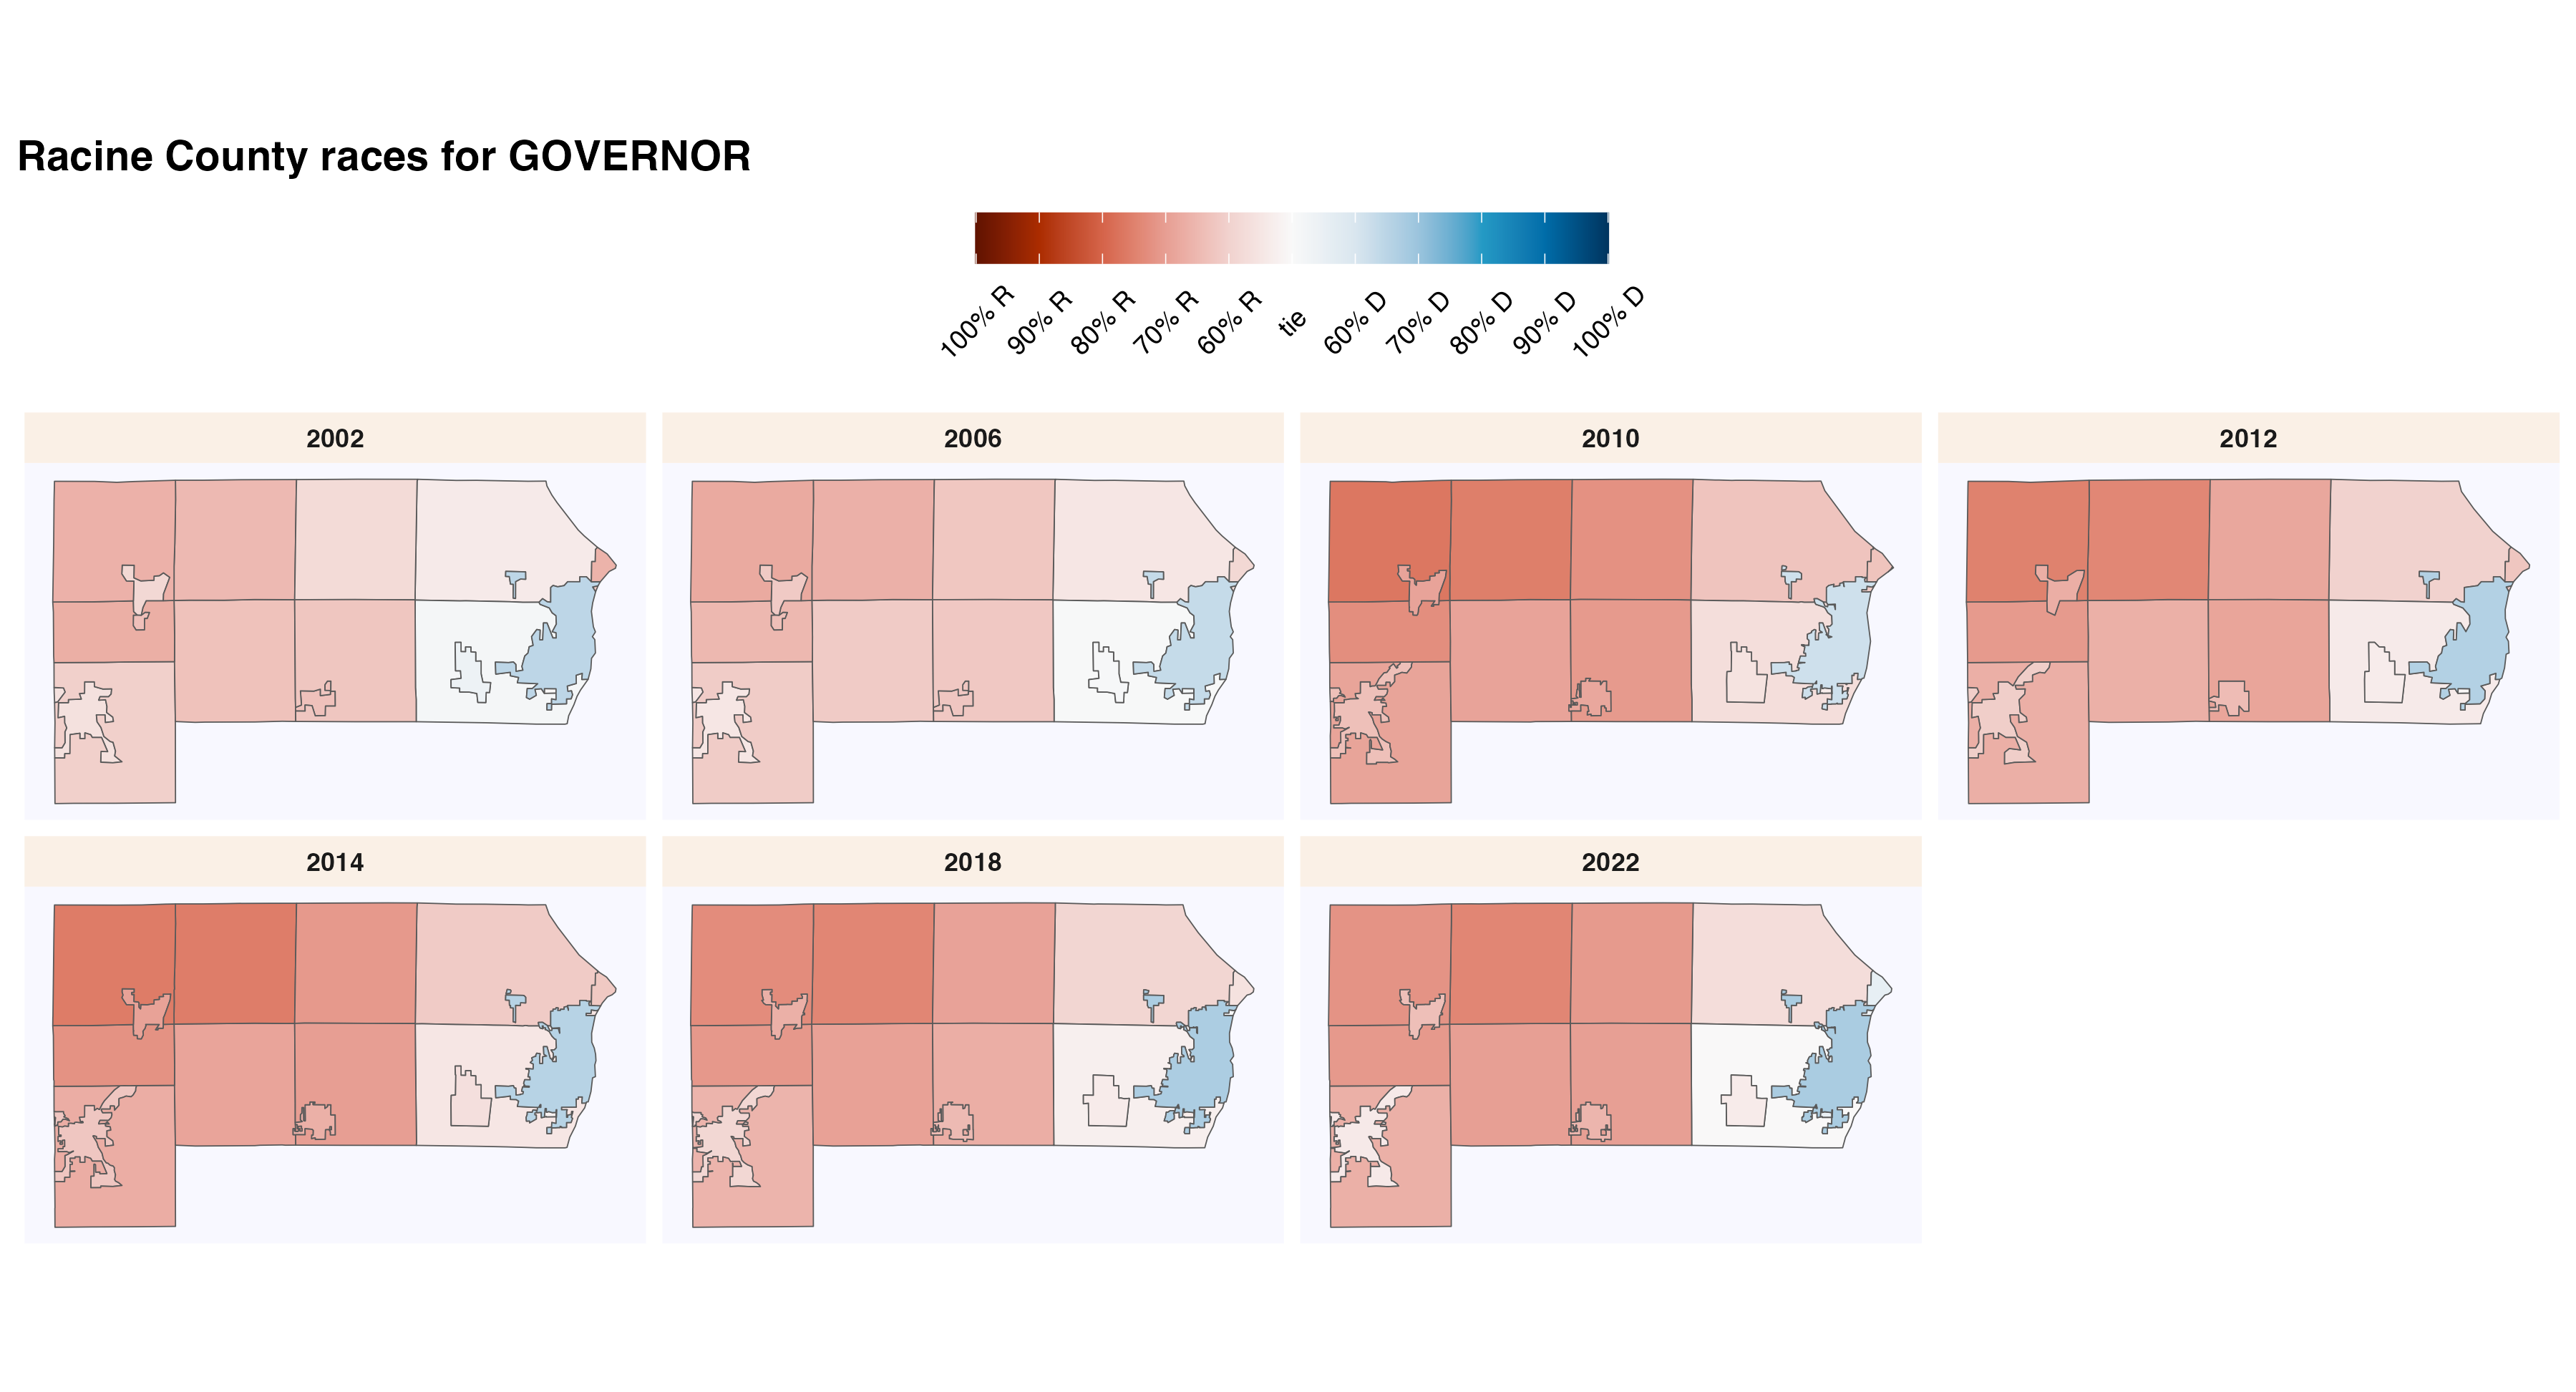 Racine County races for GOVERNOR
100% R
90% R
80% R
70% R
60% R
tie
60% D
70% D
80% D
90% D
100% D
2002
2006
2010
2012
2014
2018
2022